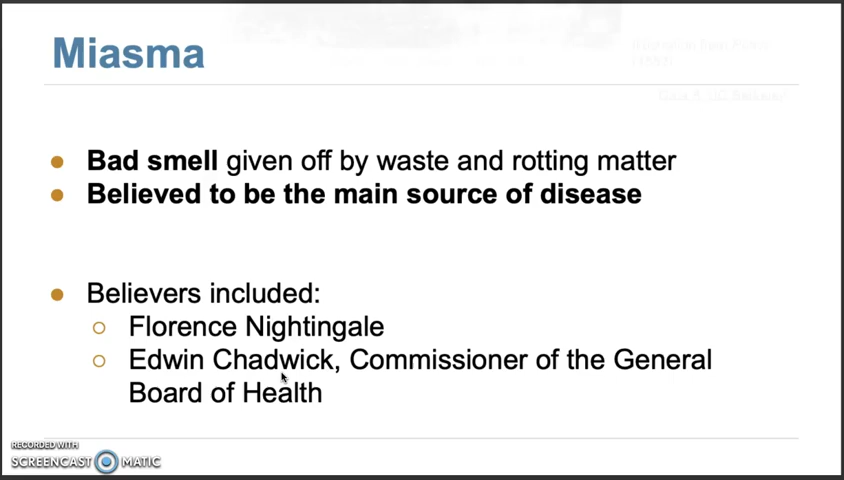 Miasma
Bad smell given off by waste and rotting matter
Believed to be the main source of disease
Believers included:
Florence Nightingale
Edwin Chadwick, Commissioner of the General
Board of Health
RECORDED WITH
SCREENCAST MATIC